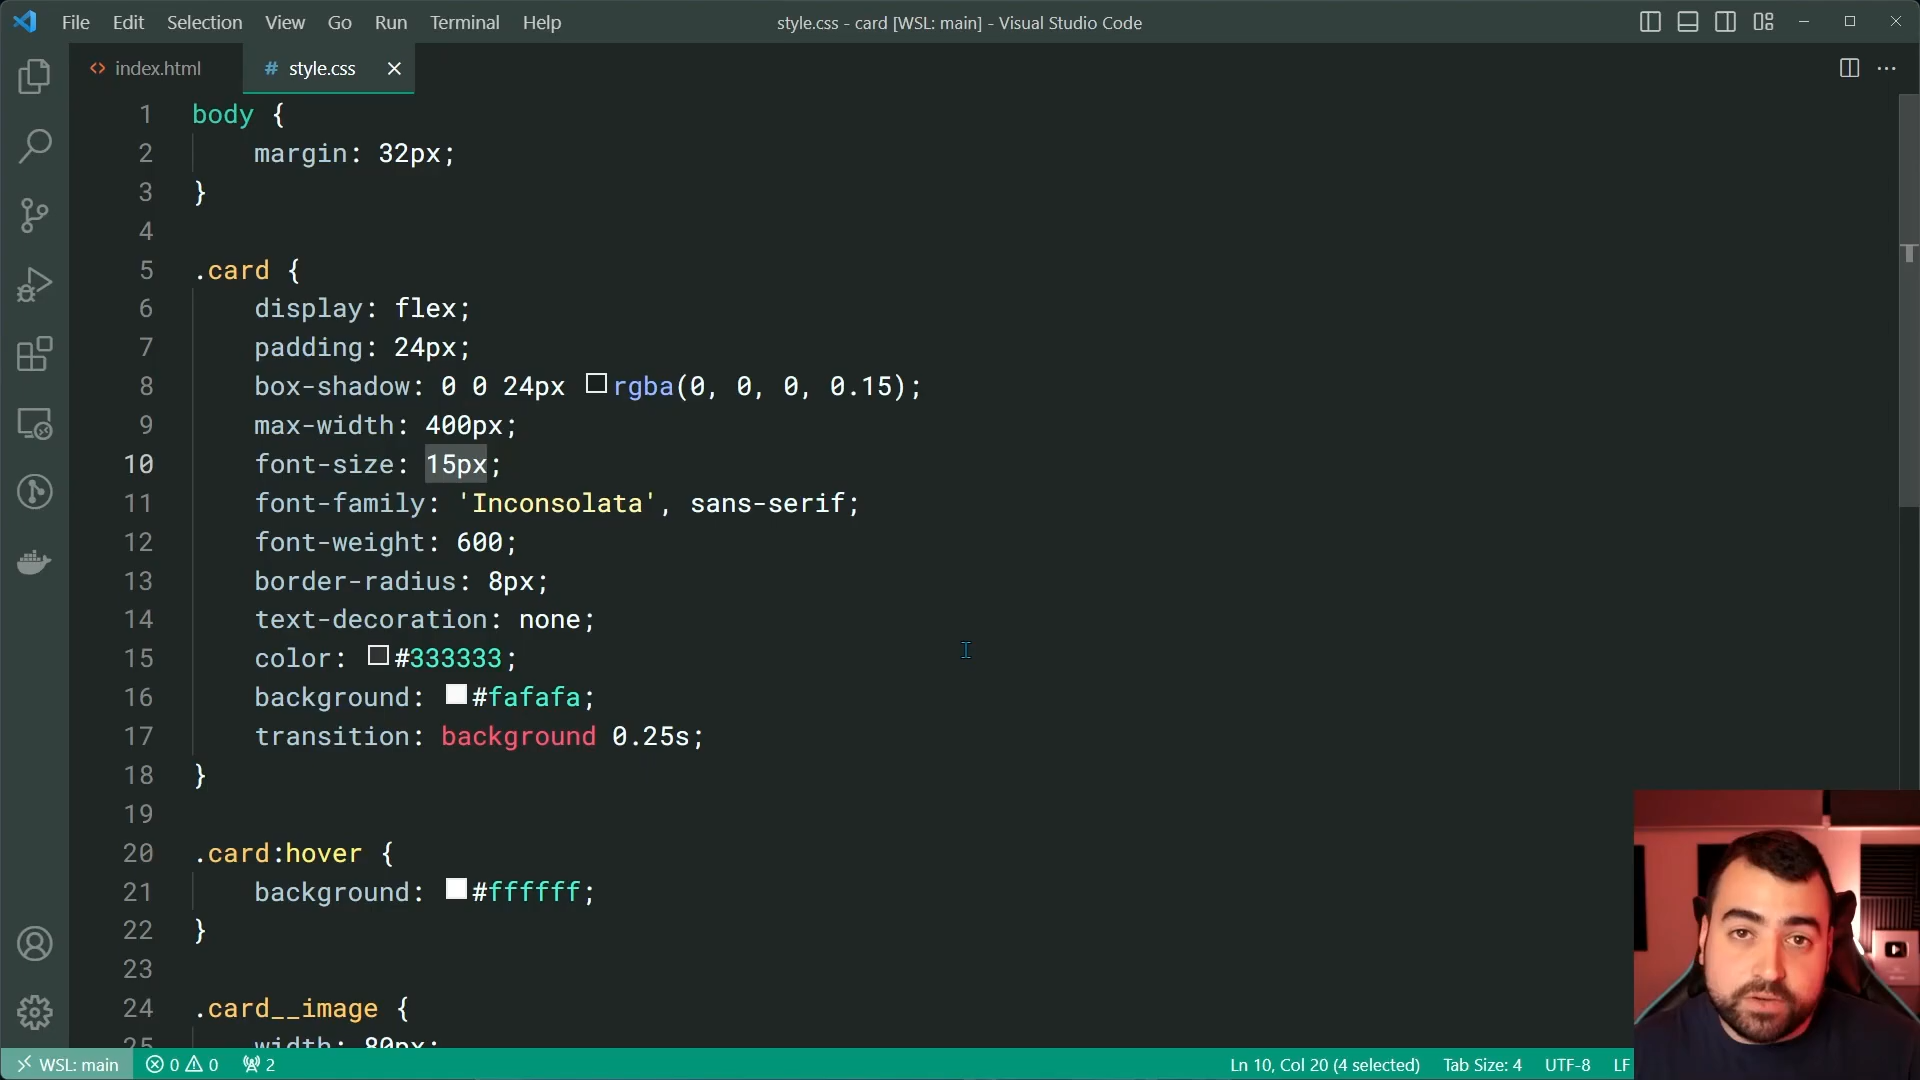 File Edit Selection View Go Run Terminal Help
style.css - card [WSL: main] - Visual Studio Code
<> index.html
# style.css
1 body {
2 margin: 32px;
3 }
4
5 .card {
6 display: flex;
7 padding: 24px;
8 box-shadow: 0 0 24px rgba(0, 0, 0, 0.15);
9 max-width: 400px;
10 font-size: 15px;
11 font-family: 'Inconsolata', sans-serif;
12 font-weight: 600;
13 border-radius: 8px;
14 text-decoration: none;
15 color: #333333;
16 background: #fafafa;
17 transition: background 0.25s;
18 }
19
20 .card:hover {
21 background: #ffffff;
22 }
23
24 .card__image {
25 width: 80px;
WSL: main 0 0 2 Ln 10, Col 20 (4 selected) Tab Size: 4 UTF-8 LF